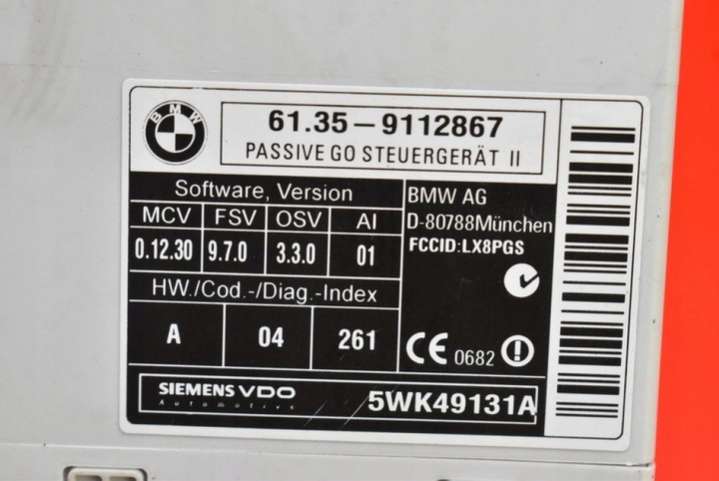 BMW
61.35-9112867
PASSIVE GO STEUERGERÄT II
Software, Version
MCV FSV OSV AI
0.12.30 9.7.0 3.3.0 01
HW./Cod.-/Diag.-Index
A 04 261
BMW AG
D-80788München
FCCID:LX8PGS
CE 0682
SIEMENS VDO
Automotive
5WK49131A